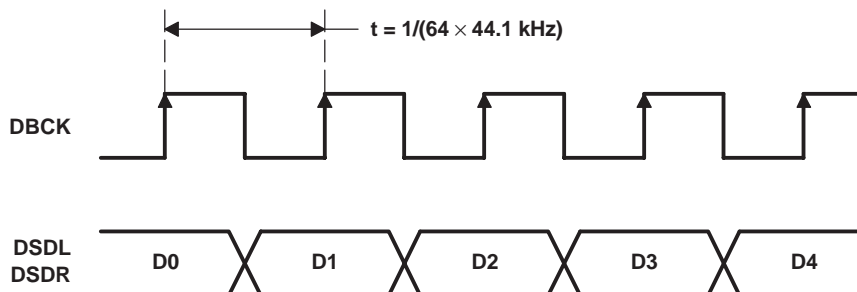 t = 1/(64 × 44.1 kHz)
DBCK
DSDL
DSDR
D0 D1 D2 D3 D4